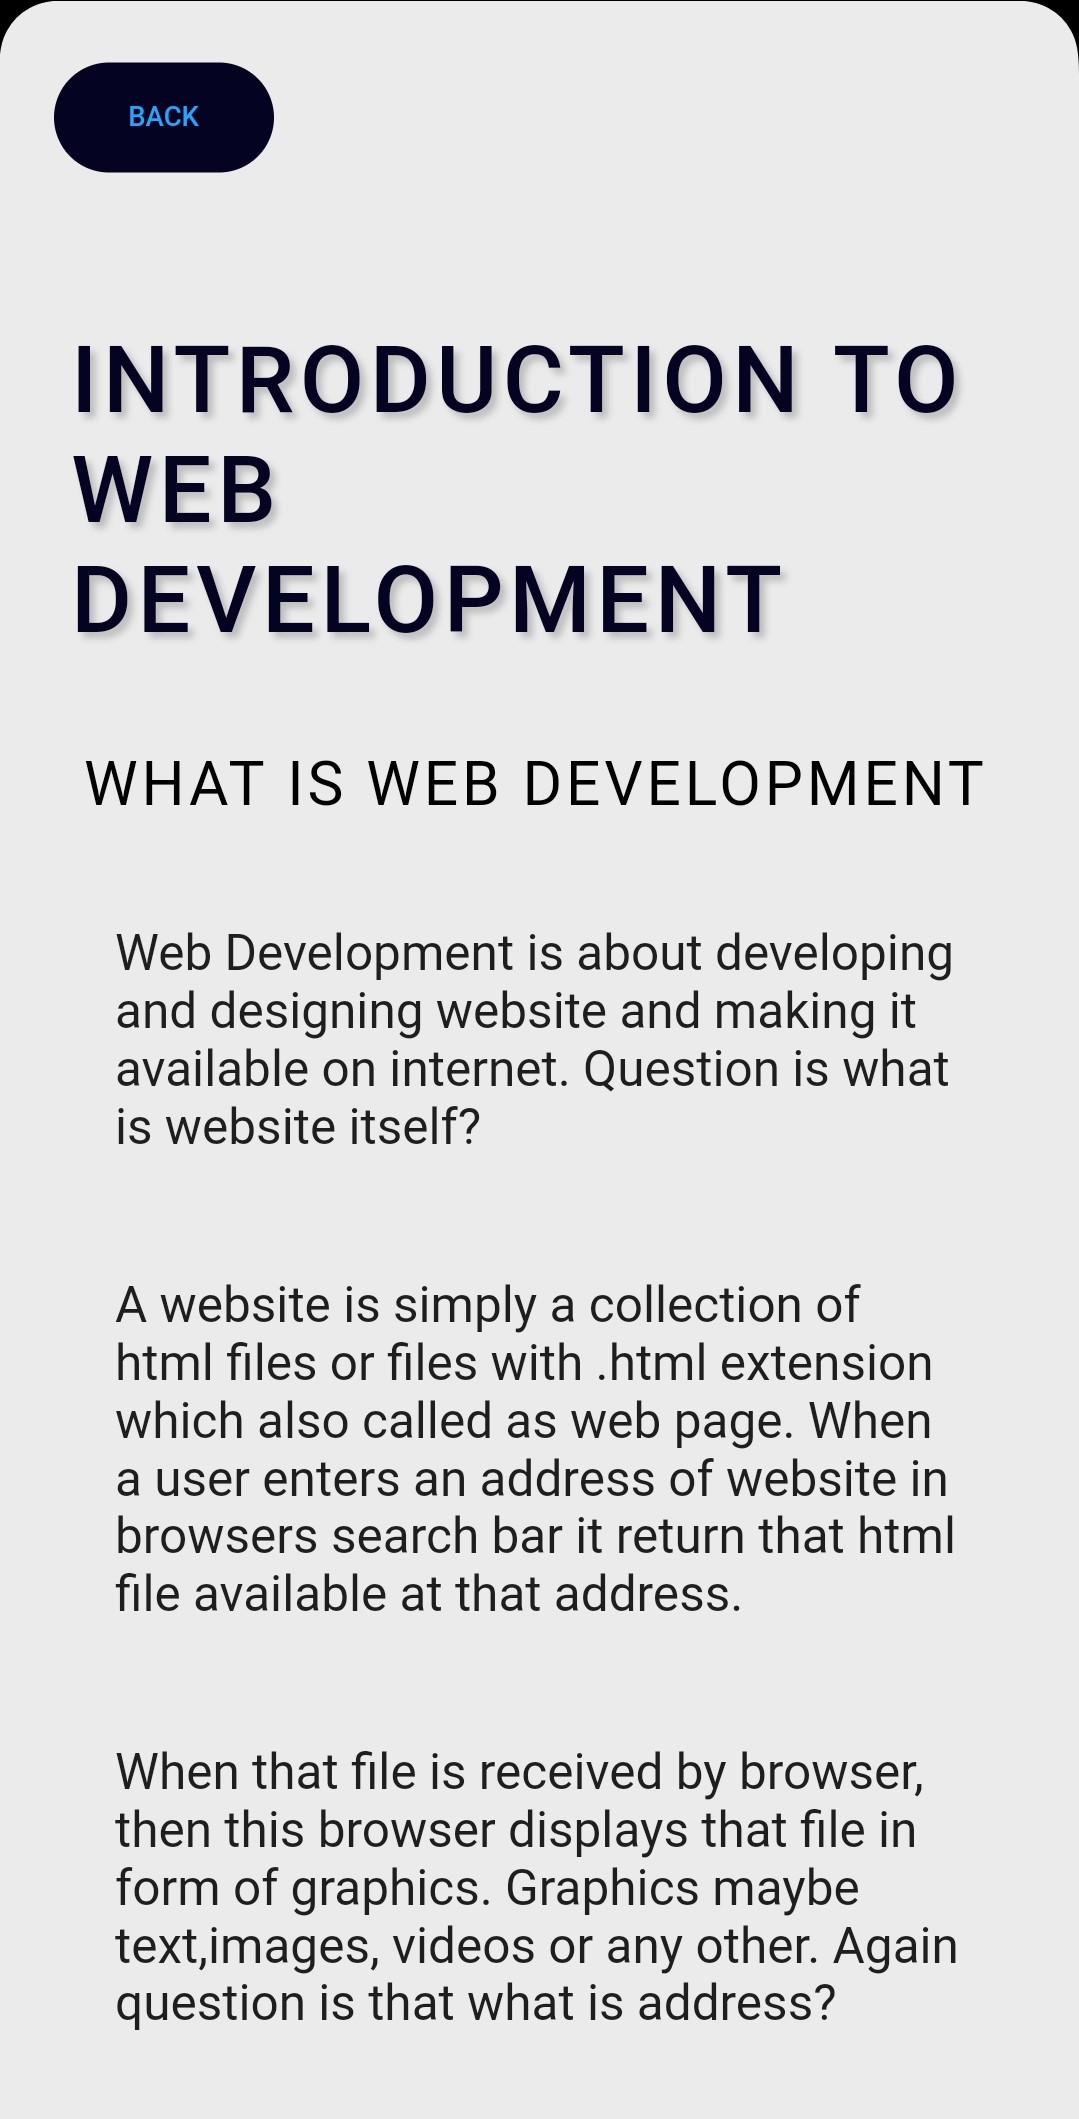 BACK
INTRODUCTION TO
WEB
DEVELOPMENT
WHAT IS WEB DEVELOPMENT
Web Development is about developing
and designing website and making it
available on internet. Question is what
is website itself?
A website is simply a collection of
html files or files with .html extension
which also called as web page. When
a user enters an address of website in
browsers search bar it return that html
file available at that address.
When that file is received by browser,
then this browser displays that file in
form of graphics. Graphics maybe
text,images, videos or any other. Again
question is that what is address?